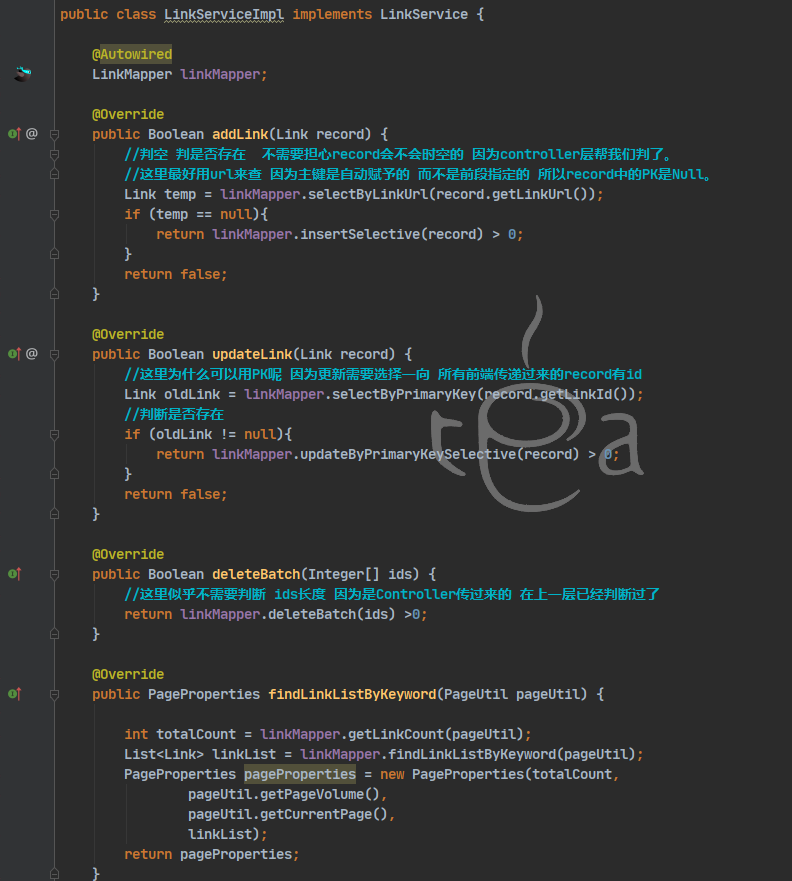 public class LinkServiceImpl implements LinkService {
@Autowired
LinkMapper linkMapper;
@Override
public Boolean addLink(Link record) {
//判空 判是否存在  不需要担心record会不会时空的 因为controller层帮我们判了。
//这里最好用url来查 因为主键是自动赋予的 而不是前段指定的 所以record中的PK是Null。
Link temp = linkMapper.selectByLinkUrl(record.getLinkUrl());
if (temp == null){
return linkMapper.insertSelective(record) > 0;
}
return false;
}
@Override
public Boolean updateLink(Link record) {
//这里为什么可以用PK呢 因为更新需要选择一向 所有前端传递过来的record有id
Link oldLink = linkMapper.selectByPrimaryKey(record.getLinkId());
//判断是否存在
if (oldLink != null){
return linkMapper.updateByPrimaryKeySelective(record) > 0;
}
return false;
}
@Override
public Boolean deleteBatch(Integer[] ids) {
//这里似乎不需要判断 ids长度 因为是Controller传过来的 在上一层已经判断过了
return linkMapper.deleteBatch(ids) >0;
}
@Override
public PageProperties findLinkListByKeyword(PageUtil pageUtil) {
int totalCount = linkMapper.getLinkCount(pageUtil);
List<Link> linkList = linkMapper.findLinkListByKeyword(pageUtil);
PageProperties pageProperties = new PageProperties(totalCount,
pageUtil.getPageVolume(),
pageUtil.getCurrentPage(),
linkList);
return pageProperties;
}
tea